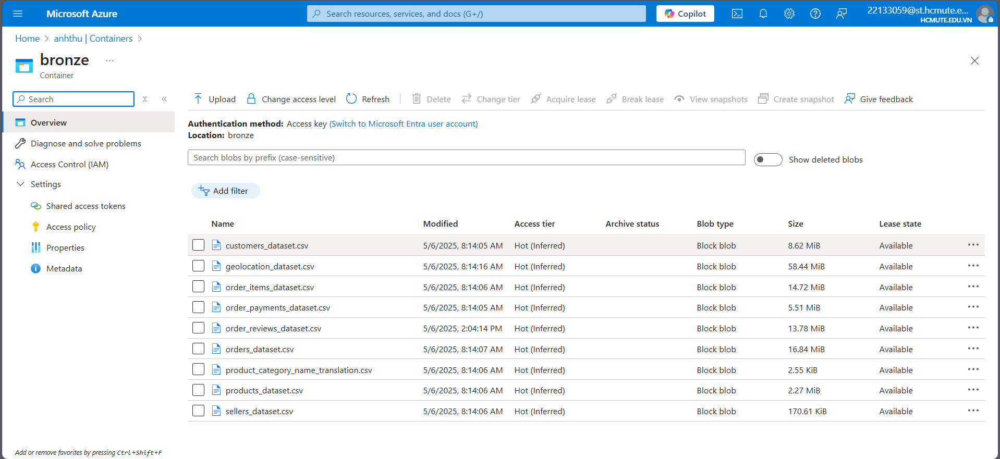 Microsoft Azure
Search resources, services, and docs (G+/)
Copilot
22133059@st.hcmute.e...
HCMUTE.EDU.VN
Home > anhthu | Containers >
bronze ...
Container
Search
Upload Change access level Refresh Delete Change tier Acquire lease Break lease View snapshots Create snapshot Give feedback
Overview
Diagnose and solve problems
Access Control (IAM)
Settings
Shared access tokens
Access policy
Properties
Metadata
Authentication method: Access key (Switch to Microsoft Entra user account)
Location: bronze
Search blobs by prefix (case-sensitive)
Show deleted blobs
Add filter
Name Modified Access tier Archive status Blob type Size Lease state
customers_dataset.csv 5/6/2025, 8:14:05 AM Hot (Inferred) Block blob 8.62 MiB Available
geolocation_dataset.csv 5/6/2025, 8:14:16 AM Hot (Inferred) Block blob 58.44 MiB Available
order_items_dataset.csv 5/6/2025, 8:14:06 AM Hot (Inferred) Block blob 14.72 MiB Available
order_payments_dataset.csv 5/6/2025, 8:14:05 AM Hot (Inferred) Block blob 5.51 MiB Available
order_reviews_dataset.csv 5/6/2025, 2:04:14 PM Hot (Inferred) Block blob 13.78 MiB Available
orders_dataset.csv 5/6/2025, 8:14:07 AM Hot (Inferred) Block blob 16.84 MiB Available
product_category_name_translation.csv 5/6/2025, 8:14:06 AM Hot (Inferred) Block blob 2.55 KiB Available
products_dataset.csv 5/6/2025, 8:14:06 AM Hot (Inferred) Block blob 2.27 MiB Available
sellers_dataset.csv 5/6/2025, 8:14:06 AM Hot (Inferred) Block blob 170.61 KiB Available
Add or remove favorites by pressing Ctrl+Shift+F